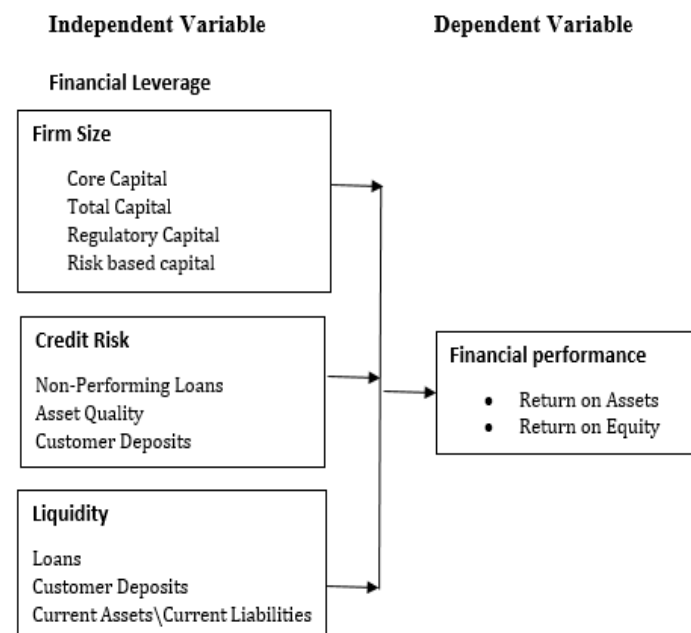 Independent Variable
Dependent Variable
Financial Leverage
Firm Size
Core Capital
Total Capital
Regulatory Capital
Risk based capital
Credit Risk
Non-Performing Loans
Asset Quality
Customer Deposits
Financial performance
• Return on Assets
• Return on Equity
Liquidity
Loans
Customer Deposits
Current Assets\Current Liabilities